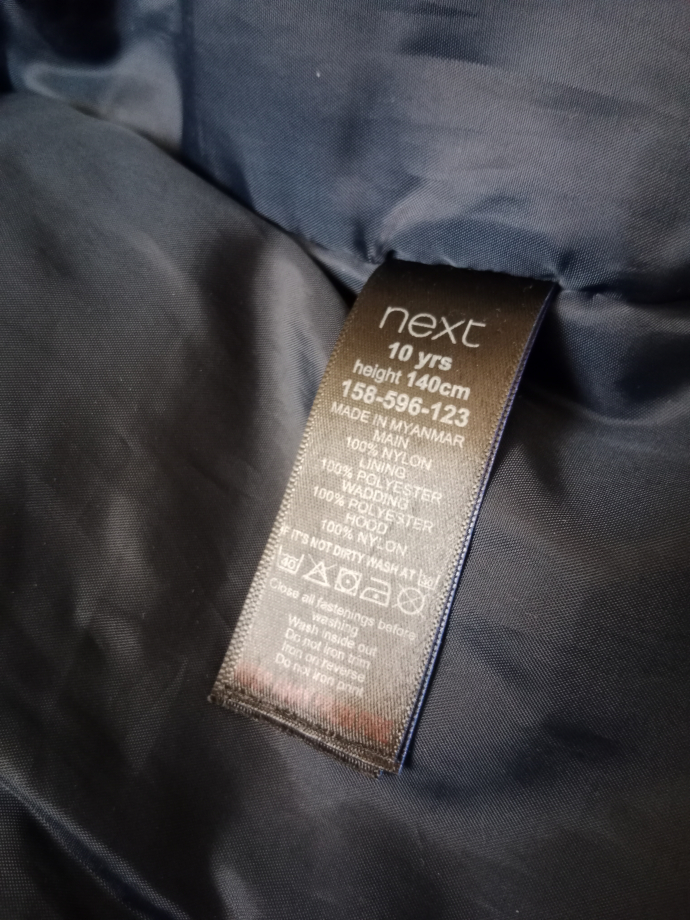 next
10 yrs
height 140cm
158-596-123
MADE IN MYANMAR
MAIN
100% NYLON
LINING
100% POLYESTER
WADDING
100% POLYESTER
HOOD
100% NYLON
IF IT'S NOT DIRTY WASH AT 30
40
Close all fastenings before
washing
Wash inside out
Do not iron trim
Iron on reverse
Do not iron print